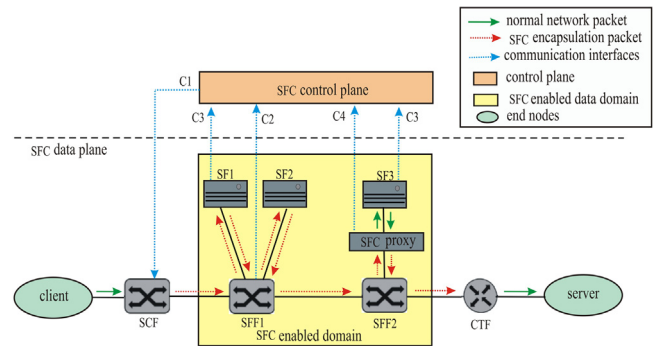 normal network packet
SFC encapsulation packet
communication interfaces
control plane
SFC enabled data domain
end nodes
C1
SFC control plane
C3
C2
C4
C3
SFC data plane
SF1
SF2
SF3
SFC proxy
client
server
SCF
SFF1
SFF2
CTF
SFC enabled domain